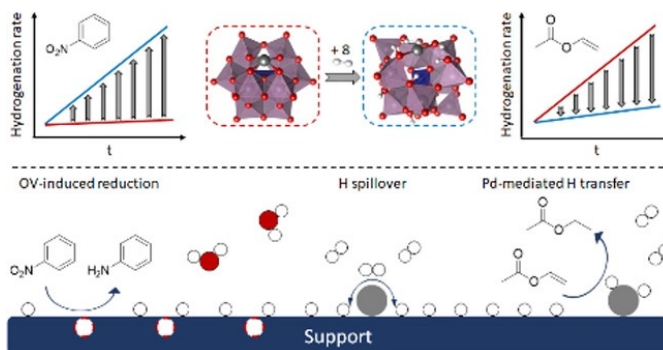 Hydrogenation rate
O₂N
t
+ 8
Hydrogenation rate
O
O
t
OV-induced reduction
H spillover
Pd-mediated H transfer
O₂N
H₂N
O
O
O
O
Support